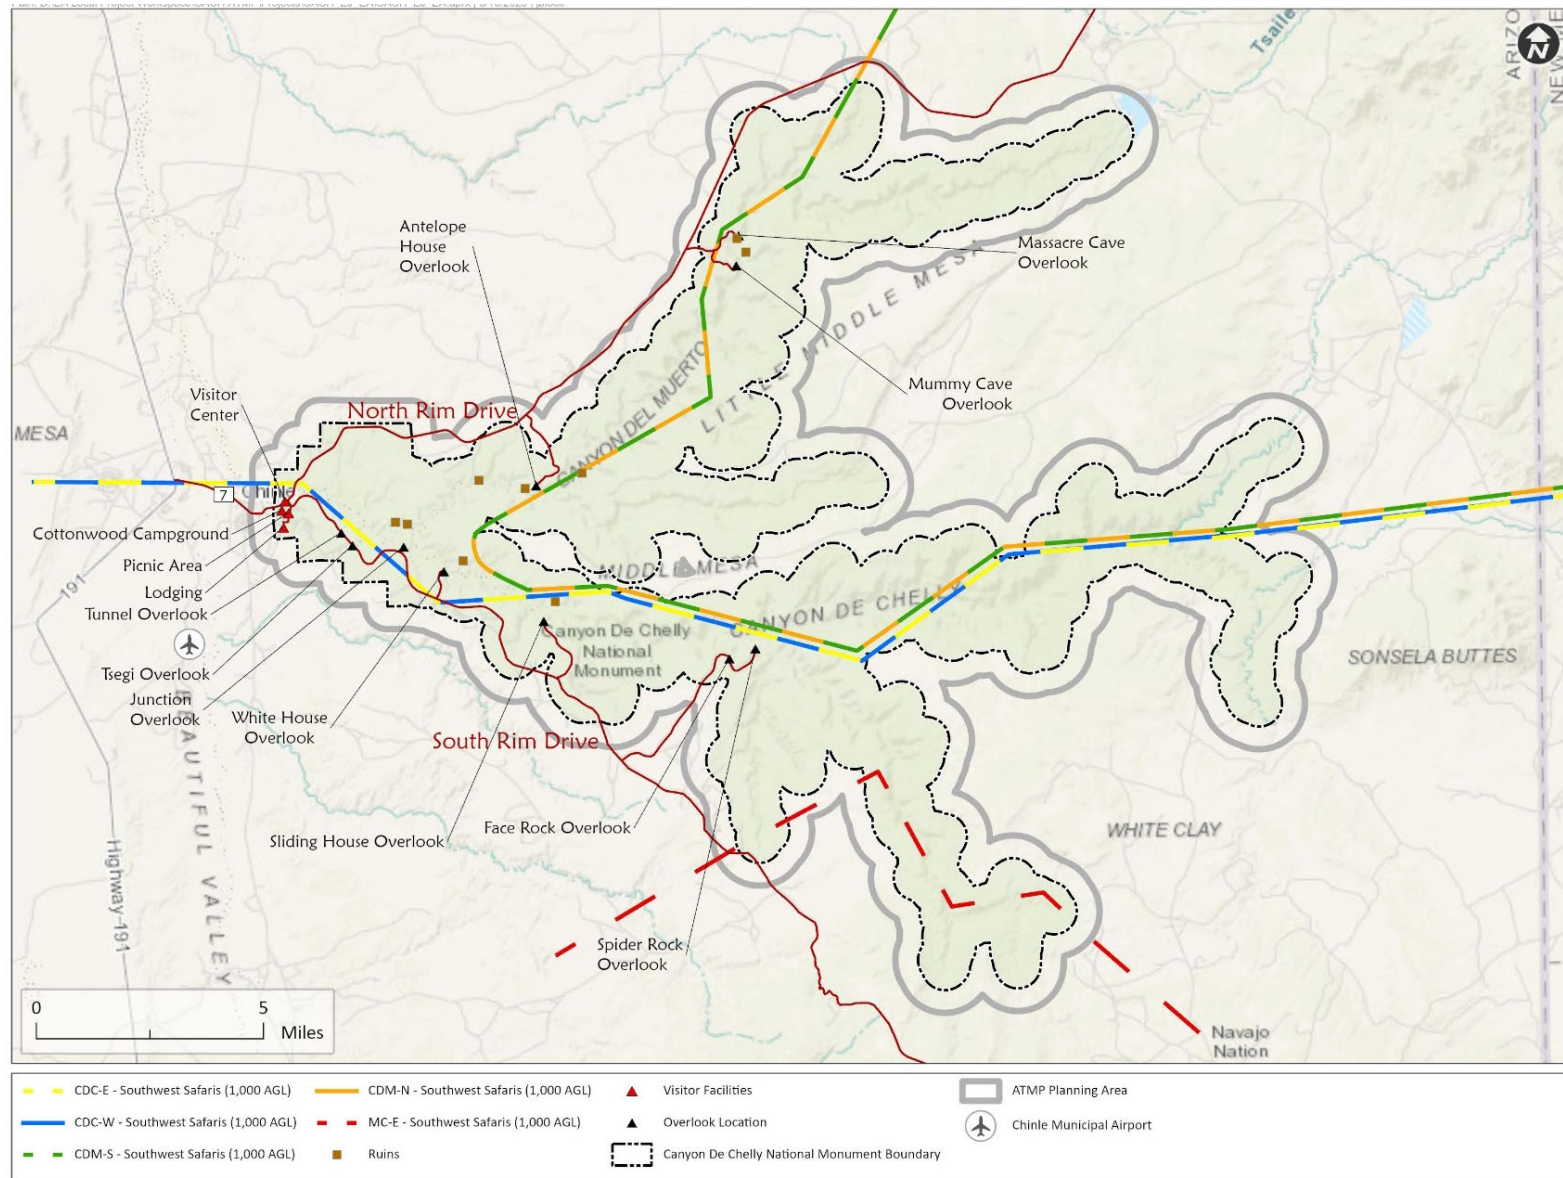 ARIZO
NEW ME
Tsaile
N
Antelope
House
Overlook
Massacre Cave
Overlook
LITTLE MIDDLE MESA
CANYON DEL MUERTO
Mummy Cave
Overlook
Visitor
Center
North Rim Drive
MESA
7
Chinle
Cottonwood Campground
Picnic Area
Lodging
Tunnel Overlook
191
MIDDLE MESA
CANYON DE CHELLY
Canyon De Chelly
National
Monument
SONSELA BUTTES
Tsegi Overlook
Junction
Overlook
White House
Overlook
South Rim Drive
BEAUTIFUL VALLEY
Sliding House Overlook
Face Rock Overlook
WHITE CLAY
Highway 191
Spider Rock
Overlook
Navajo
Nation
0 5
Miles
CDC-E - Southwest Safaris (1,000 AGL)
CDC-W - Southwest Safaris (1,000 AGL)
CDM-S - Southwest Safaris (1,000 AGL)
CDM-N - Southwest Safaris (1,000 AGL)
MC-E - Southwest Safaris (1,000 AGL)
Ruins
Visitor Facilities
Overlook Location
Canyon De Chelly National Monument Boundary
ATMP Planning Area
Chinle Municipal Airport